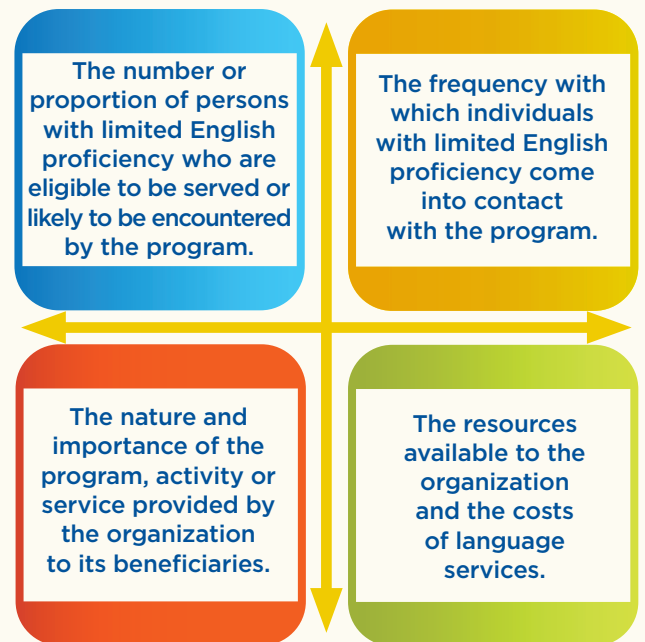 The number or
proportion of persons
with limited English
proficiency who are
eligible to be served or
likely to be encountered
by the program.
The frequency with
which individuals
with limited English
proficiency come
into contact
with the program.
The nature and
importance of the
program, activity or
service provided by
the organization
to its beneficiaries.
The resources
available to the
organization
and the costs
of language
services.